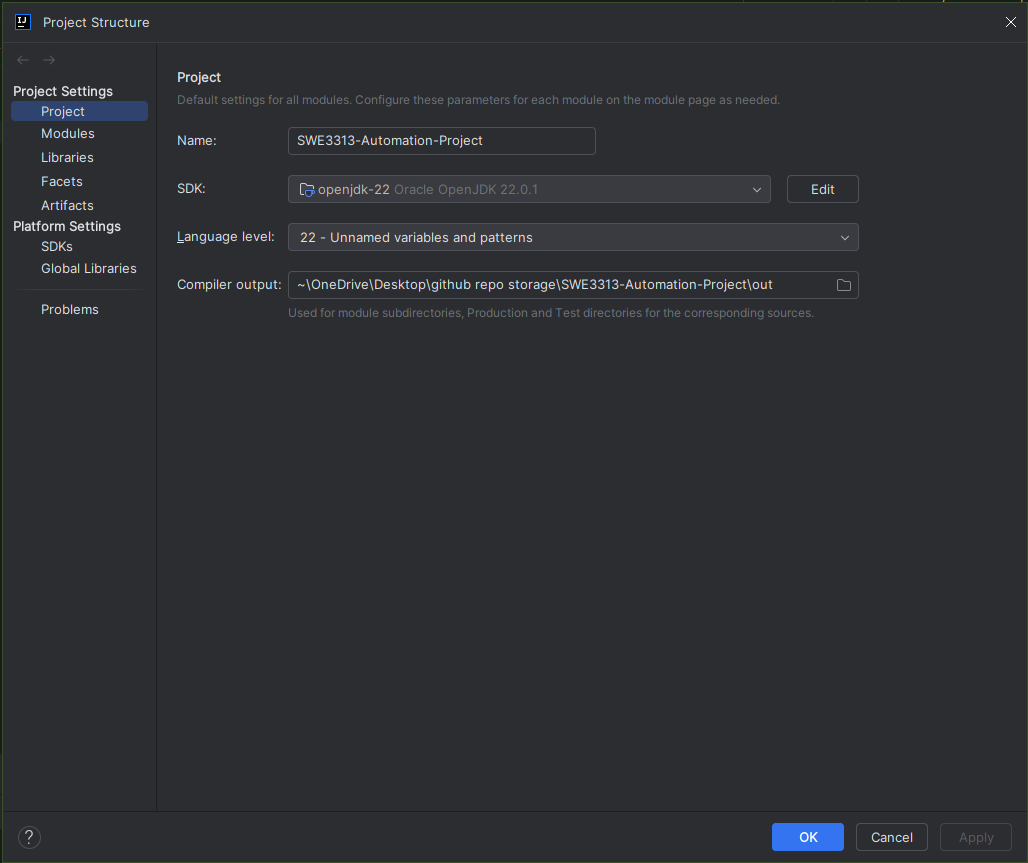 IJ
Project Structure
Project Settings
Project
Modules
Libraries
Facets
Artifacts
Platform Settings
SDKs
Global Libraries
Problems
Project
Default settings for all modules. Configure these parameters for each module on the module page as needed.
Name: SWE3313-Automation-Project
SDK: openjdk-22 Oracle OpenJDK 22.0.1 Edit
Language level: 22 - Unnamed variables and patterns
Compiler output: ~\OneDrive\Desktop\github repo storage\SWE3313-Automation-Project\out
Used for module subdirectories, Production and Test directories for the corresponding sources.
? OK Cancel Apply